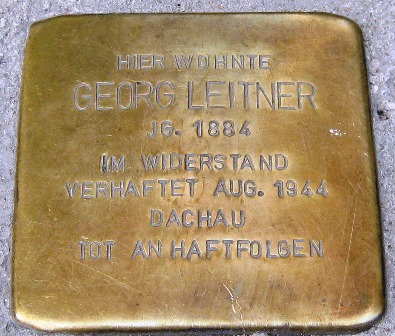 HIER WOHNTE
GEORG LEITNER
JG. 1884
IM WIDERSTAND
VERHAFTET AUG. 1944
DACHAU
TOT AN HAFTFOLGEN